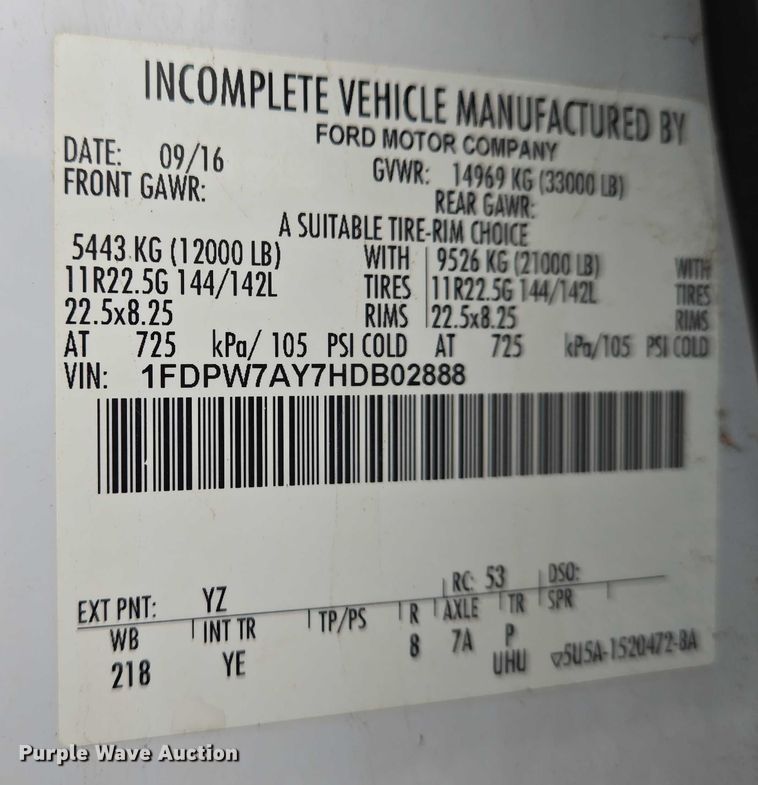 INCOMPLETE VEHICLE MANUFACTURED BY
FORD MOTOR COMPANY
DATE: 09/16 GVWR: 14969 KG (33000 LB)
FRONT GAWR: REAR GAWR:
A SUITABLE TIRE-RIM CHOICE
5443 KG (12000 LB) WITH 9526 KG (21000 LB) WITH
11R22.5G 144/142L TIRES 11R22.5G 144/142L TIRES
22.5x8.25 RIMS 22.5x8.25 RIMS
AT 725 kPa/ 105 PSI COLD AT 725 kPa/105 PSI COLD
VIN: 1FDPW7AY7HDB02888
EXT PNT: YZ RC: 53 DSO:
WB INT TR TP/PS R AXLE TR SPR
218 YE 8 7A P
UHU 5U5A-1520472-BA
Purple Wave Auction